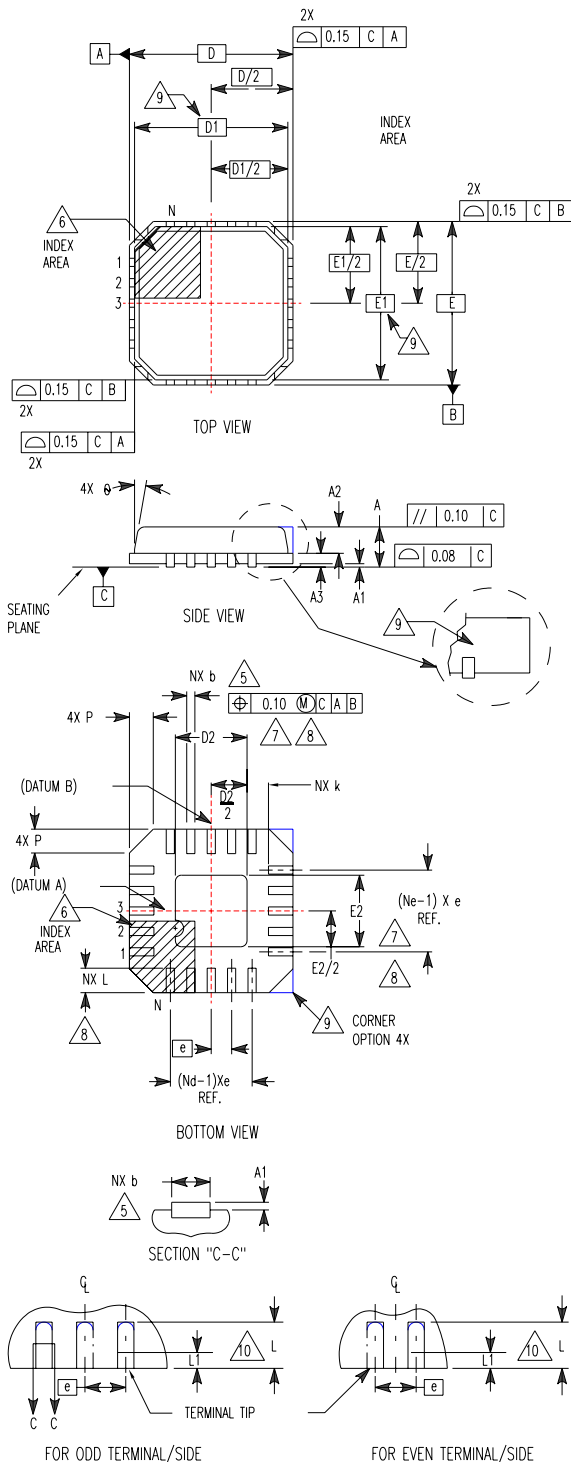 2X
A
D
⌓ 0.15 C A
D/2
9
INDEX
AREA
D1
D1/2
2X
⌓ 0.15 C B
6
INDEX
AREA
N
1
2
3
E1/2
E/2
E1
E
9
⌓ 0.15 C B
2X
B
⌓ 0.15 C A
2X
TOP VIEW
4X θ
A2
A
// 0.10 C
⌓ 0.08 C
C
A3
A1
SEATING
PLANE
SIDE VIEW
9
NX b
5
⌖ 0.10 Ⓜ C A B
4X P
D2
7
8
(DATUM B)
D2
2
NX k
4X P
(DATUM A)
6
INDEX
AREA
3
2
1
E2
(Ne-1) X e
REF.
7
E2/2
8
NX L
8
N
9
CORNER
OPTION 4X
e
(Nd-1)Xe
REF.
BOTTOM VIEW
NX b
A1
5
SECTION "C-C"
C
L
C
L
L
10
L1
e
C C
TERMINAL TIP
L
10
L1
e
FOR ODD TERMINAL/SIDE
FOR EVEN TERMINAL/SIDE